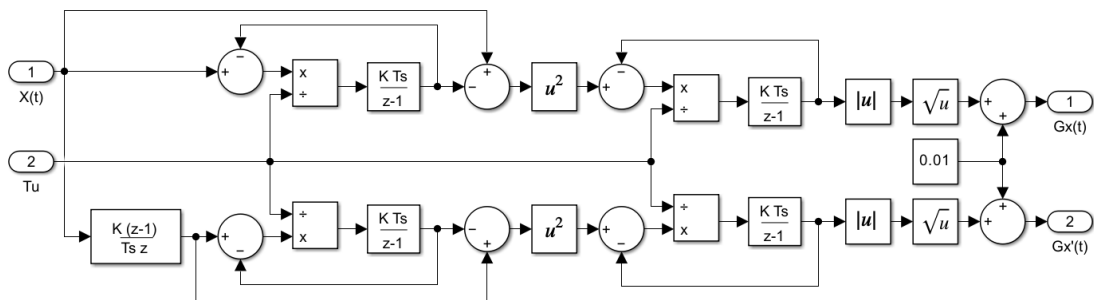 1
X(t)
2
Tu
K (z-1)
Ts z
+
−
x
÷
K Ts
z-1
+
−
u²
+
−
x
÷
K Ts
z-1
|u|
√u
+
+
1
Gx(t)
0.01
+
−
÷
x
K Ts
z-1
−
+
u²
+
−
÷
x
K Ts
z-1
|u|
√u
+
+
2
Gx'(t)